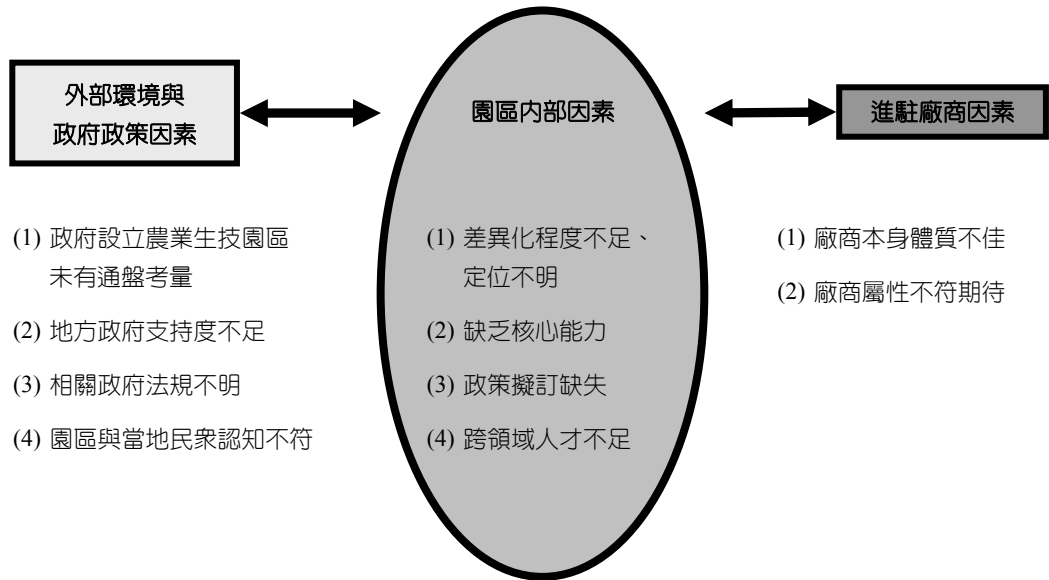 外部環境與
政府政策因素
(1) 政府設立農業生技園區
未有通盤考量
(2) 地方政府支持度不足
(3) 相關政府法規不明
(4) 園區與當地民眾認知不符
園區內部因素
(1) 差異化程度不足、
定位不明
(2) 缺乏核心能力
(3) 政策擬訂缺失
(4) 跨領域人才不足
進駐廠商因素
(1) 廠商本身體質不佳
(2) 廠商屬性不符期待